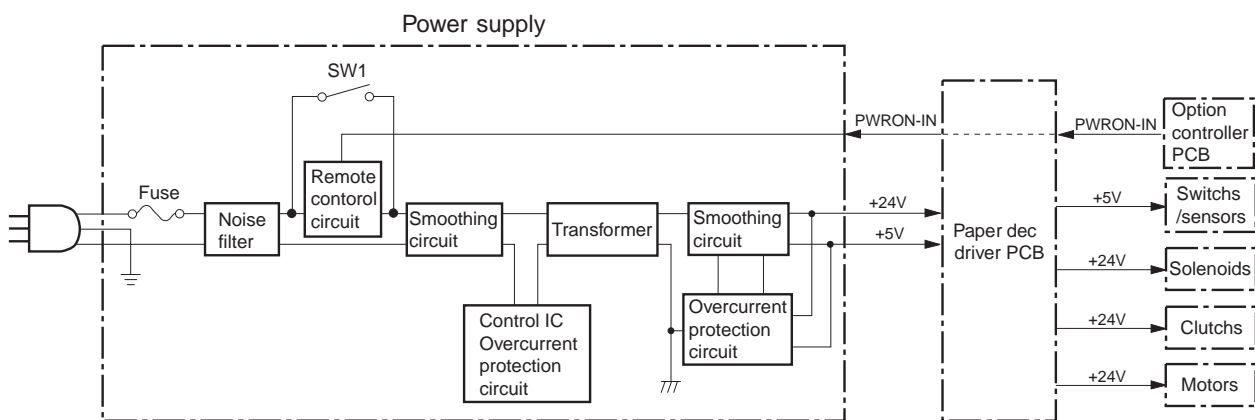 Power supply
SW1
PWRON-IN
PWRON-IN
Option
controller
PCB
Remote
contorol
circuit
Fuse
Noise
filter
Smoothing
circuit
Transformer
Smoothing
circuit
+24V
+5V
Paper dec
driver PCB
+5V
Switchs
/sensors
+24V
Solenoids
Control IC
Overcurrent
protection
circuit
Overcurrent
protection
circuit
+24V
Clutchs
+24V
Motors